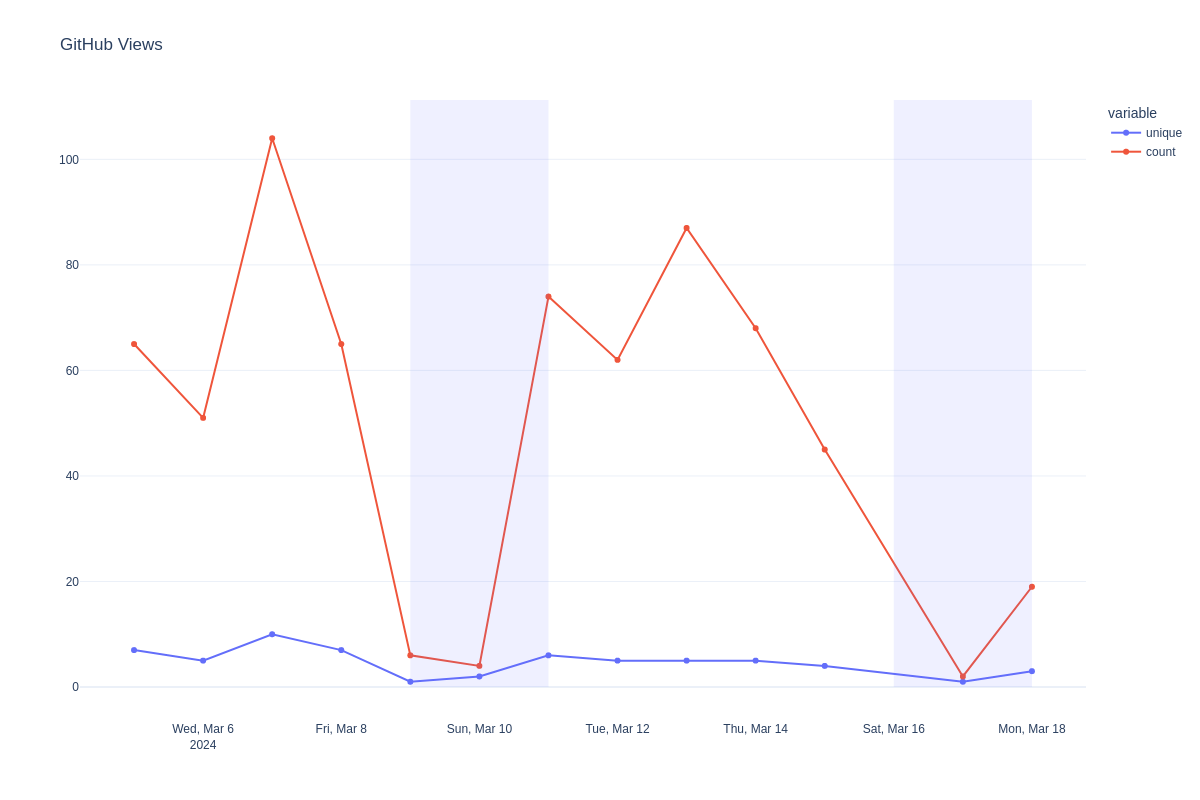 GitHub Views
variable
unique
count
100
80
60
40
20
0
Wed, Mar 6
2024
Fri, Mar 8
Sun, Mar 10
Tue, Mar 12
Thu, Mar 14
Sat, Mar 16
Mon, Mar 18